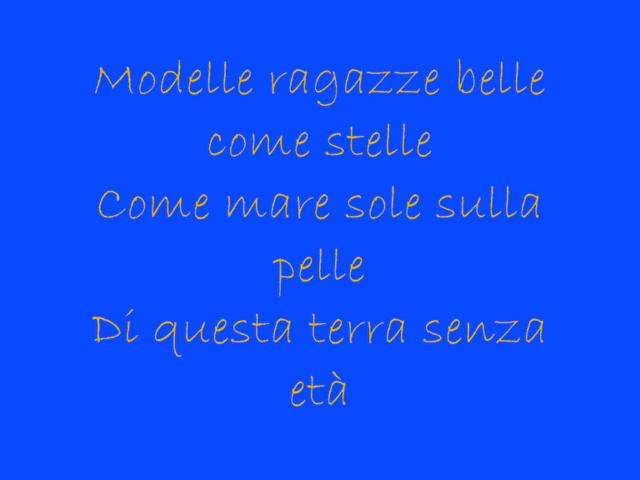 Modelle ragazze belle
come stelle
Come mare sole sulla
pelle
Di questa terra senza
età